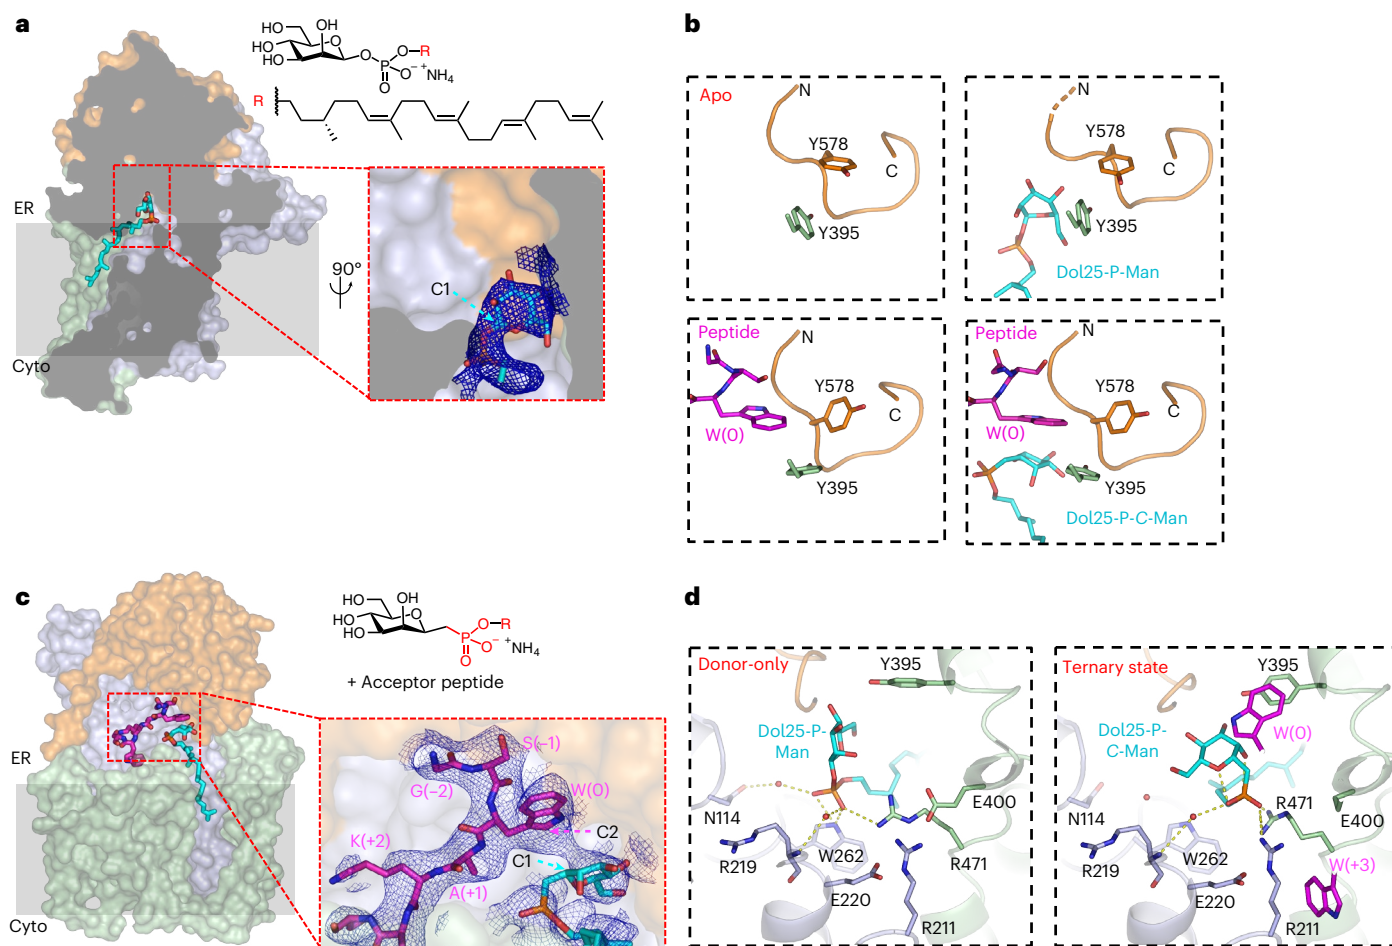 a
OH
HO
HO
HO
O
O
O
R
P
O
O⁻ ⁺NH₄
R
ER
Cyto
90°
C1
b
Apo
N
Y578
C
Y395
N
Y578
C
Y395
Dol25-P-Man
Peptide
N
Y578
C
W(0)
Y395
Peptide
N
Y578
C
W(0)
Y395
Dol25-P-C-Man
c
OH
HO
HO
HO
O
O
R
P
O⁻ ⁺NH₄
O
+ Acceptor peptide
ER
Cyto
S(−1)
G(−2)
W(0)
K(+2)
C2
C1
A(+1)
d
Donor-only
Y395
Dol25-P-
Man
N114
E400
R219
W262
R471
E220
R211
Ternary state
Y395
Dol25-P-
C-Man
W(0)
N114
R471
E400
R219
W262
W(+3)
E220
R211